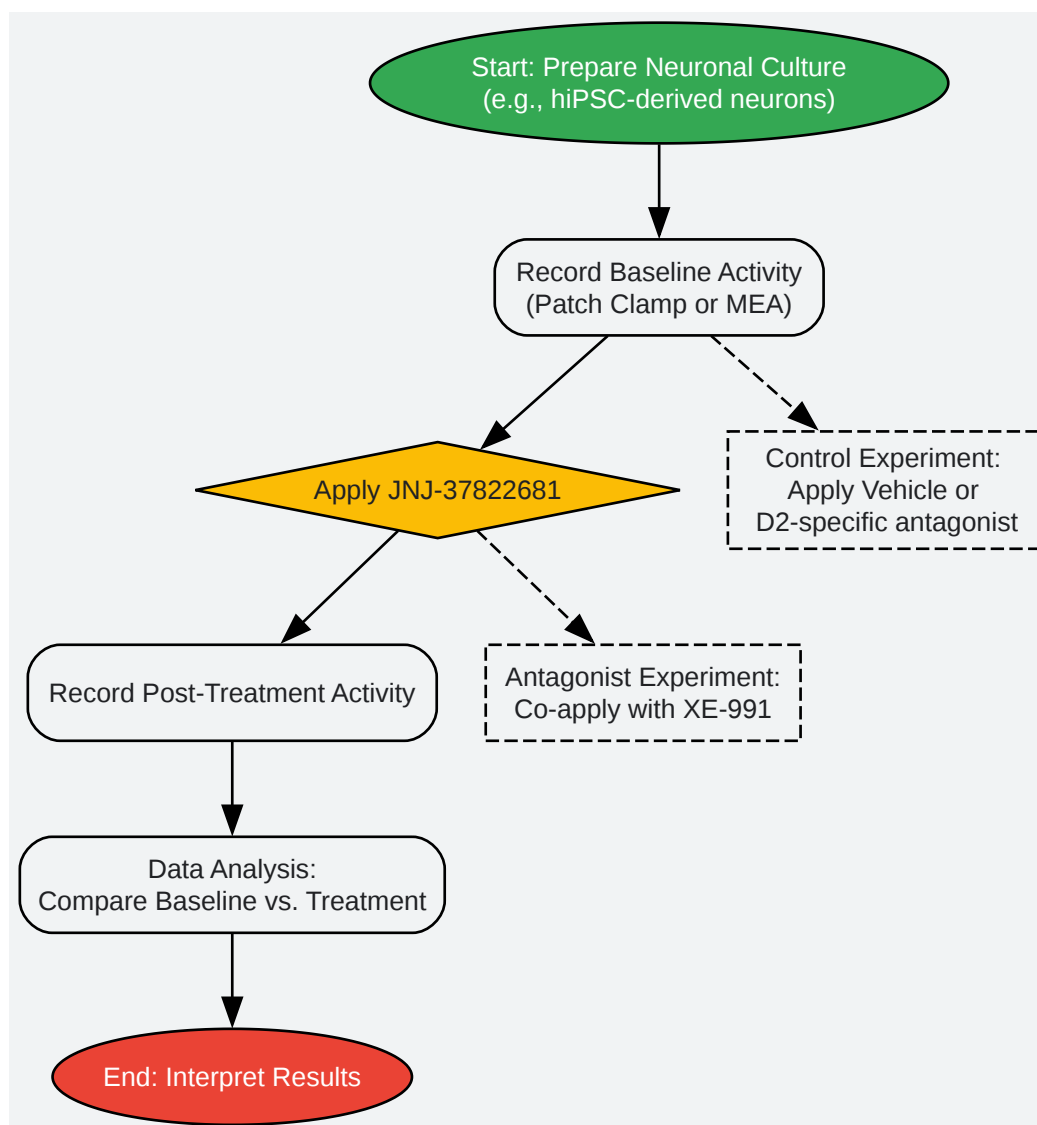 Start: Prepare Neuronal Culture
(e.g., hiPSC-derived neurons)
Record Baseline Activity
(Patch Clamp or MEA)
Control Experiment:
Apply Vehicle or
D2-specific antagonist
Apply JNJ-37822681
Record Post-Treatment Activity
Antagonist Experiment:
Co-apply with XE-991
Data Analysis:
Compare Baseline vs. Treatment
End: Interpret Results